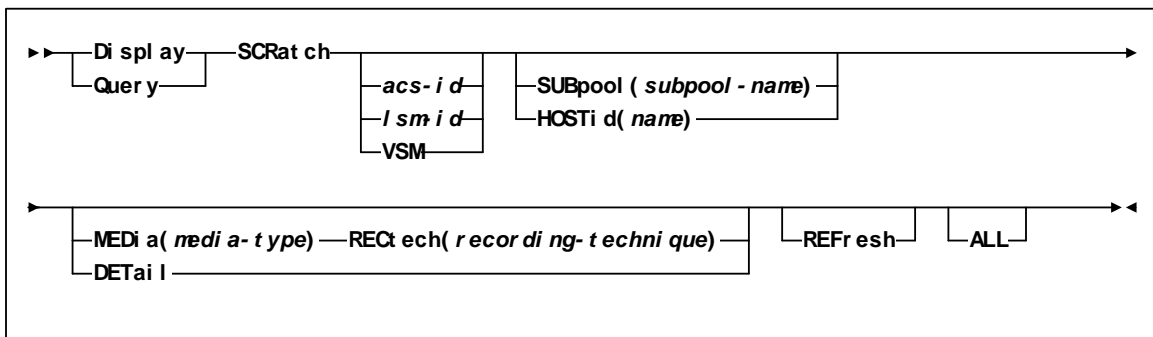 Display SCRatch
Query
acs-id SUBpool(subpool-name)
lsm-id HOSTid(name)
VSM
MEDia(media-type) RECtech(recording-technique) REFresh ALL
DETail